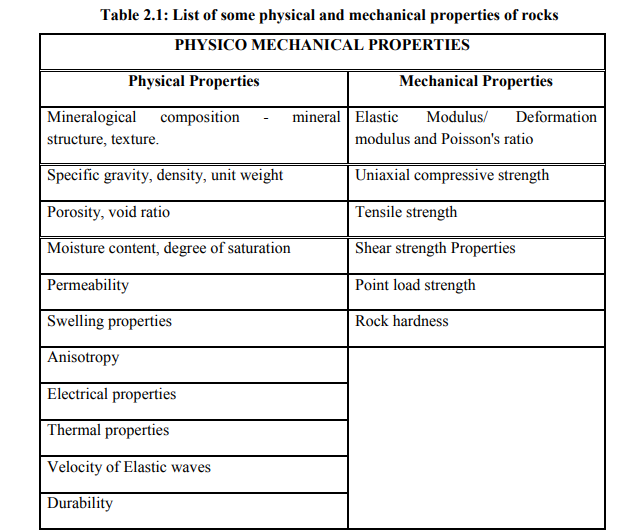 Table 2.1: List of some physical and mechanical properties of rocks
PHYSICO MECHANICAL PROPERTIES
Physical Properties
Mechanical Properties
Mineralogical composition - mineral
structure, texture.
Elastic Modulus/ Deformation
modulus and Poisson's ratio
Specific gravity, density, unit weight
Uniaxial compressive strength
Porosity, void ratio
Tensile strength
Moisture content, degree of saturation
Shear strength Properties
Permeability
Point load strength
Swelling properties
Rock hardness
Anisotropy
Electrical properties
Thermal properties
Velocity of Elastic waves
Durability